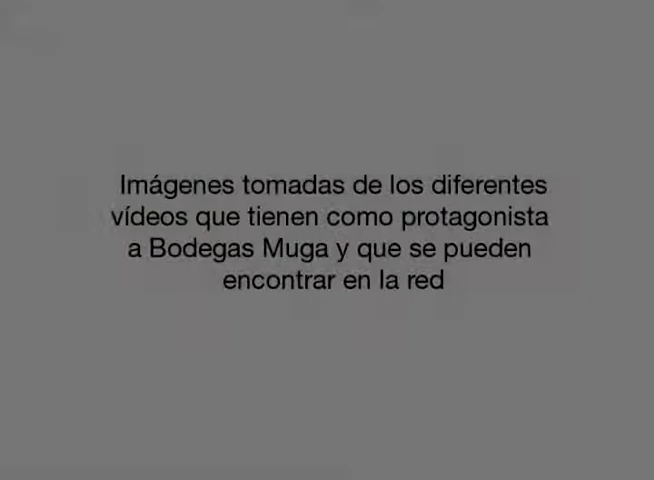 Imágenes tomadas de los diferentes
vídeos que tienen como protagonista
a Bodegas Muga y que se pueden
encontrar en la red